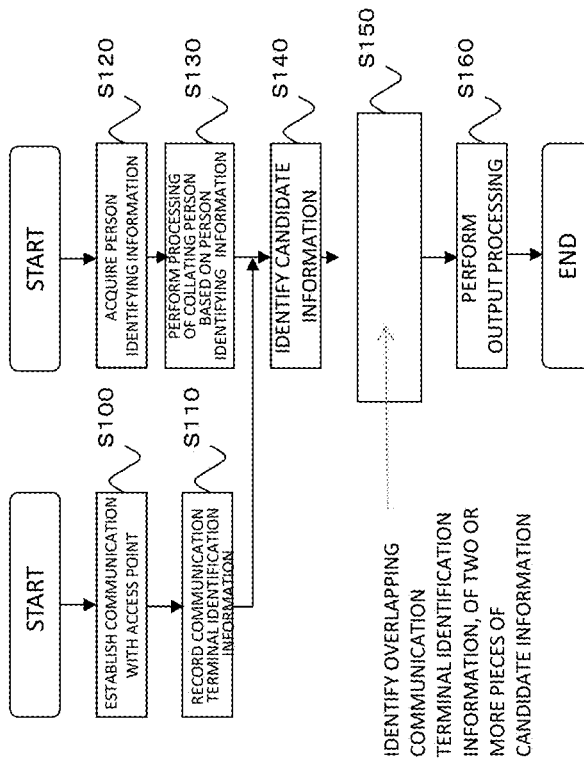 START
ESTABLISH COMMUNICATION
WITH ACCESS POINT
S100
RECORD COMMUNICATION
TERMINAL IDENTIFICATION
INFORMATION
S110
START
ACQUIRE PERSON
IDENTIFYING INFORMATION
S120
PERFORM PROCESSING
OF COLLATING PERSON
BASED ON PERSON
IDENTIFYING INFORMATION
S130
IDENTIFY CANDIDATE
INFORMATION
S140
S150
IDENTIFY OVERLAPPING
COMMUNICATION
TERMINAL IDENTIFICATION
INFORMATION, OF TWO OR
MORE PIECES OF
CANDIDATE INFORMATION
PERFORM
OUTPUT PROCESSING
S160
END